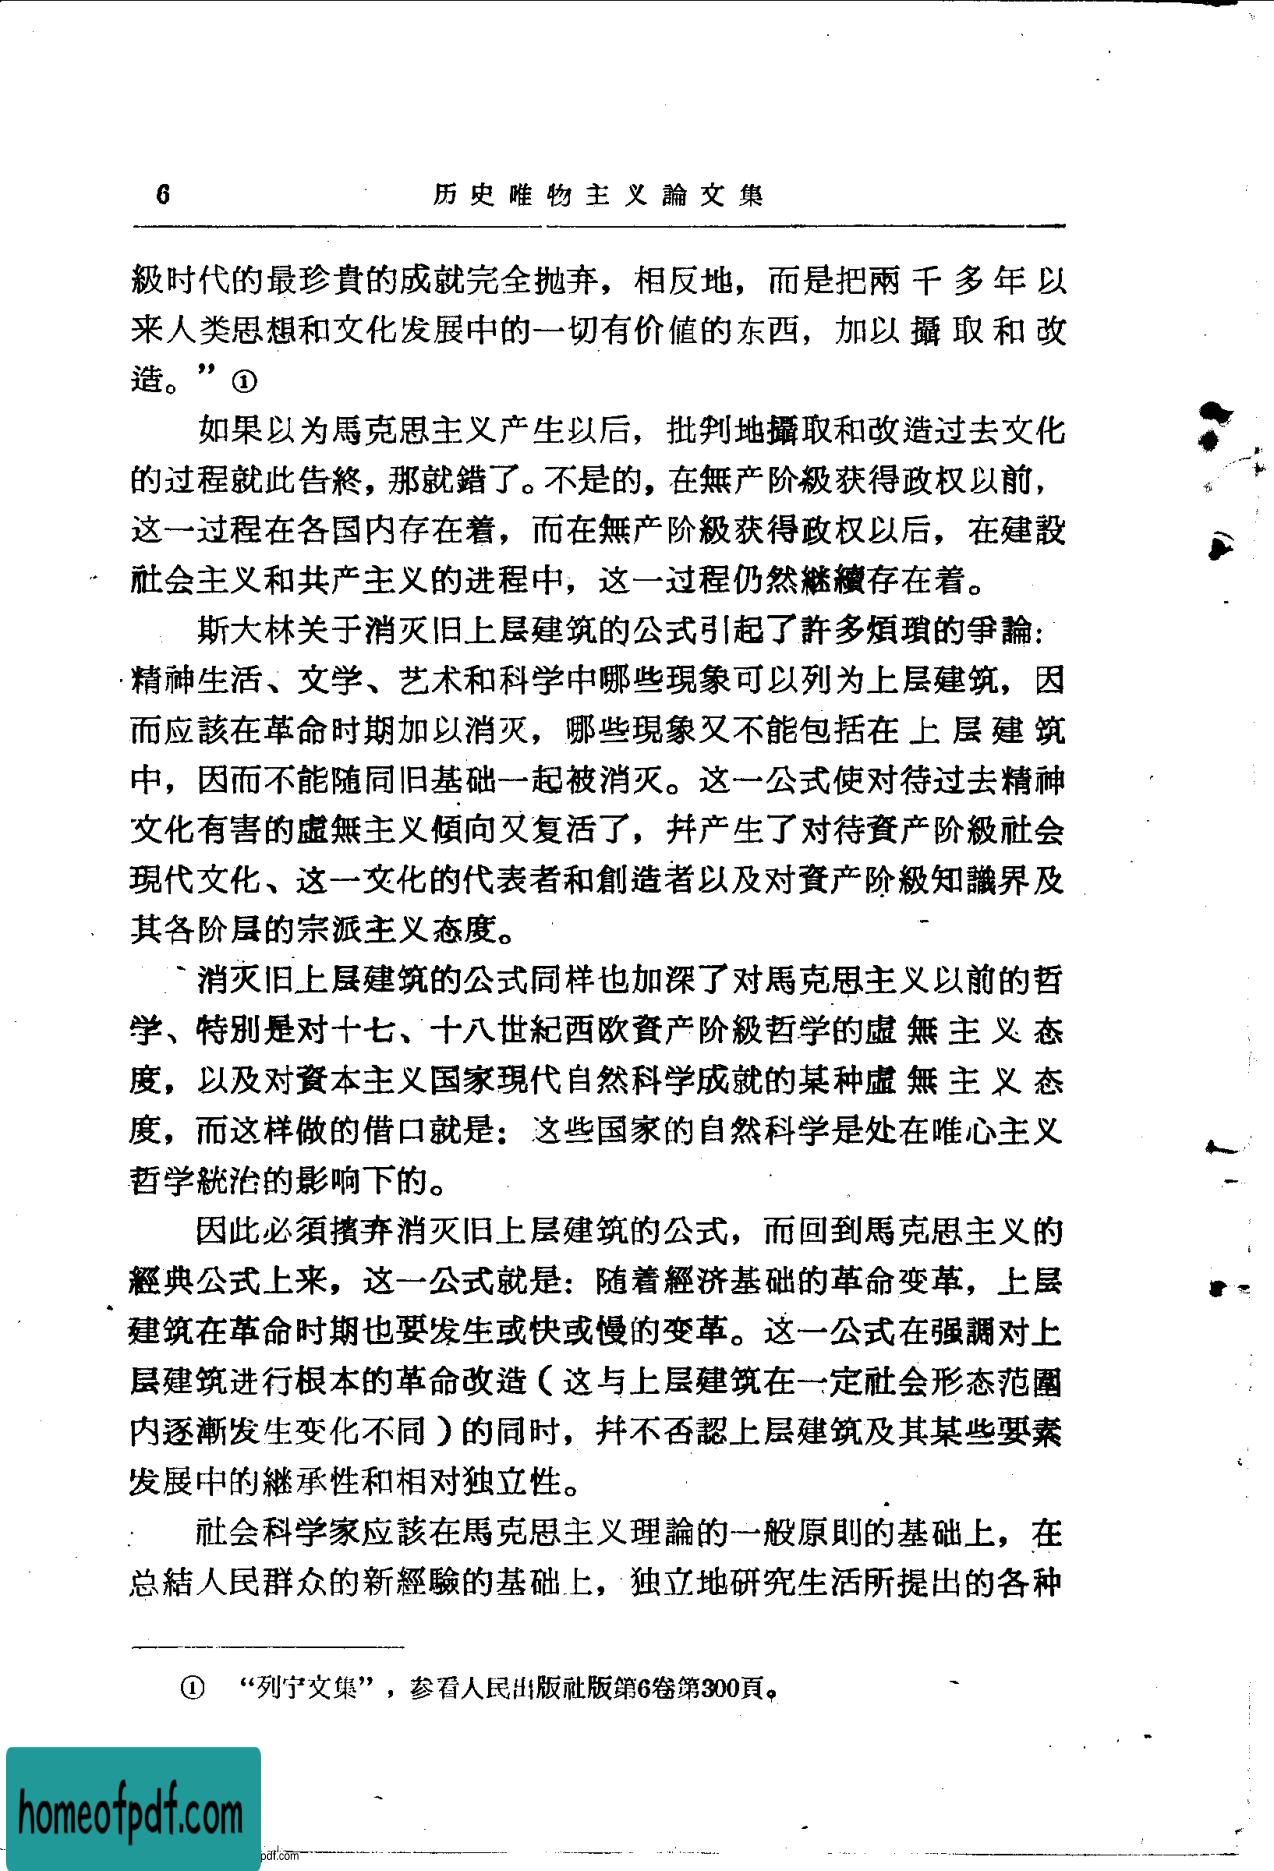 6 历史唯物主义論文集
級时代的最珍貴的成就完全抛弃，相反地，而是把兩千多年以
来人类思想和文化发展中的一切有价値的东西，加以攝取和改
造。”①
如果以为馬克思主义产生以后，批判地攝取和改造过去文化
的过程就此告終，那就錯了。不是的，在無产阶級获得政权以前，
这一过程在各国内存在着，而在無产阶級获得政权以后，在建設
社会主义和共产主义的进程中，这一过程仍然継續存在着。
斯大林关于消灭旧上层建筑的公式引起了許多煩瑣的爭論：
精神生活、文学、艺术和科学中哪些現象可以列为上层建筑，因
而应該在革命时期加以消灭，哪些現象又不能包括在上层建筑
中，因而不能随同旧基础一起被消灭。这一公式使对待过去精神
文化有害的虛無主义傾向又复活了，幷产生了对待資产阶級社会
現代文化、这一文化的代表者和創造者以及对資产阶級知識界及
其各阶层的宗派主义态度。
消灭旧上层建筑的公式同样也加深了对馬克思主义以前的哲
学、特別是对十七、十八世紀西欧資产阶級哲学的虛無主义态
度，以及对資本主义国家現代自然科学成就的某种虛無主义态
度，而这样做的借口就是：这些国家的自然科学是处在唯心主义
哲学統治的影响下的。
因此必須摈弃消灭旧上层建筑的公式，而回到馬克思主义的
經典公式上来，这一公式就是：随着經济基础的革命变革，上层
建筑在革命时期也要发生或快或慢的变革。这一公式在强調对上
层建筑进行根本的革命改造（这与上层建筑在一定社会形态范圍
内逐漸发生变化不同）的同时，幷不否認上层建筑及其某些要素
发展中的継承性和相对独立性。
社会科学家应該在馬克思主义理論的一般原則的基础上，在
总結人民群众的新經驗的基础上，独立地研究生活所提出的各种
① “列宁文集”，参看人民出版社版第6卷第300頁。
homeofpdf.com
pdf.com